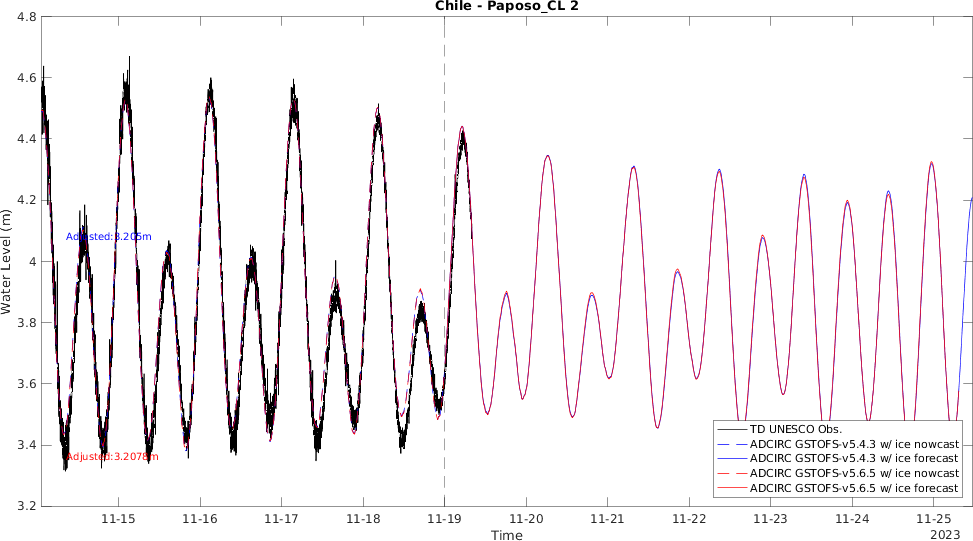 Chile - Paposo_CL 2
4.8
4.6
4.4
4.2
4
3.8
3.6
3.4
3.2
Water Level (m)
Adjusted:3.205m
Adjusted:3.2078m
TD UNESCO Obs.
ADCIRC GSTOFS-v5.4.3 w/ ice nowcast
ADCIRC GSTOFS-v5.4.3 w/ ice forecast
ADCIRC GSTOFS-v5.6.5 w/ ice nowcast
ADCIRC GSTOFS-v5.6.5 w/ ice forecast
11-15 11-16 11-17 11-18 11-19 11-20 11-21 11-22 11-23 11-24 11-25
2023
Time